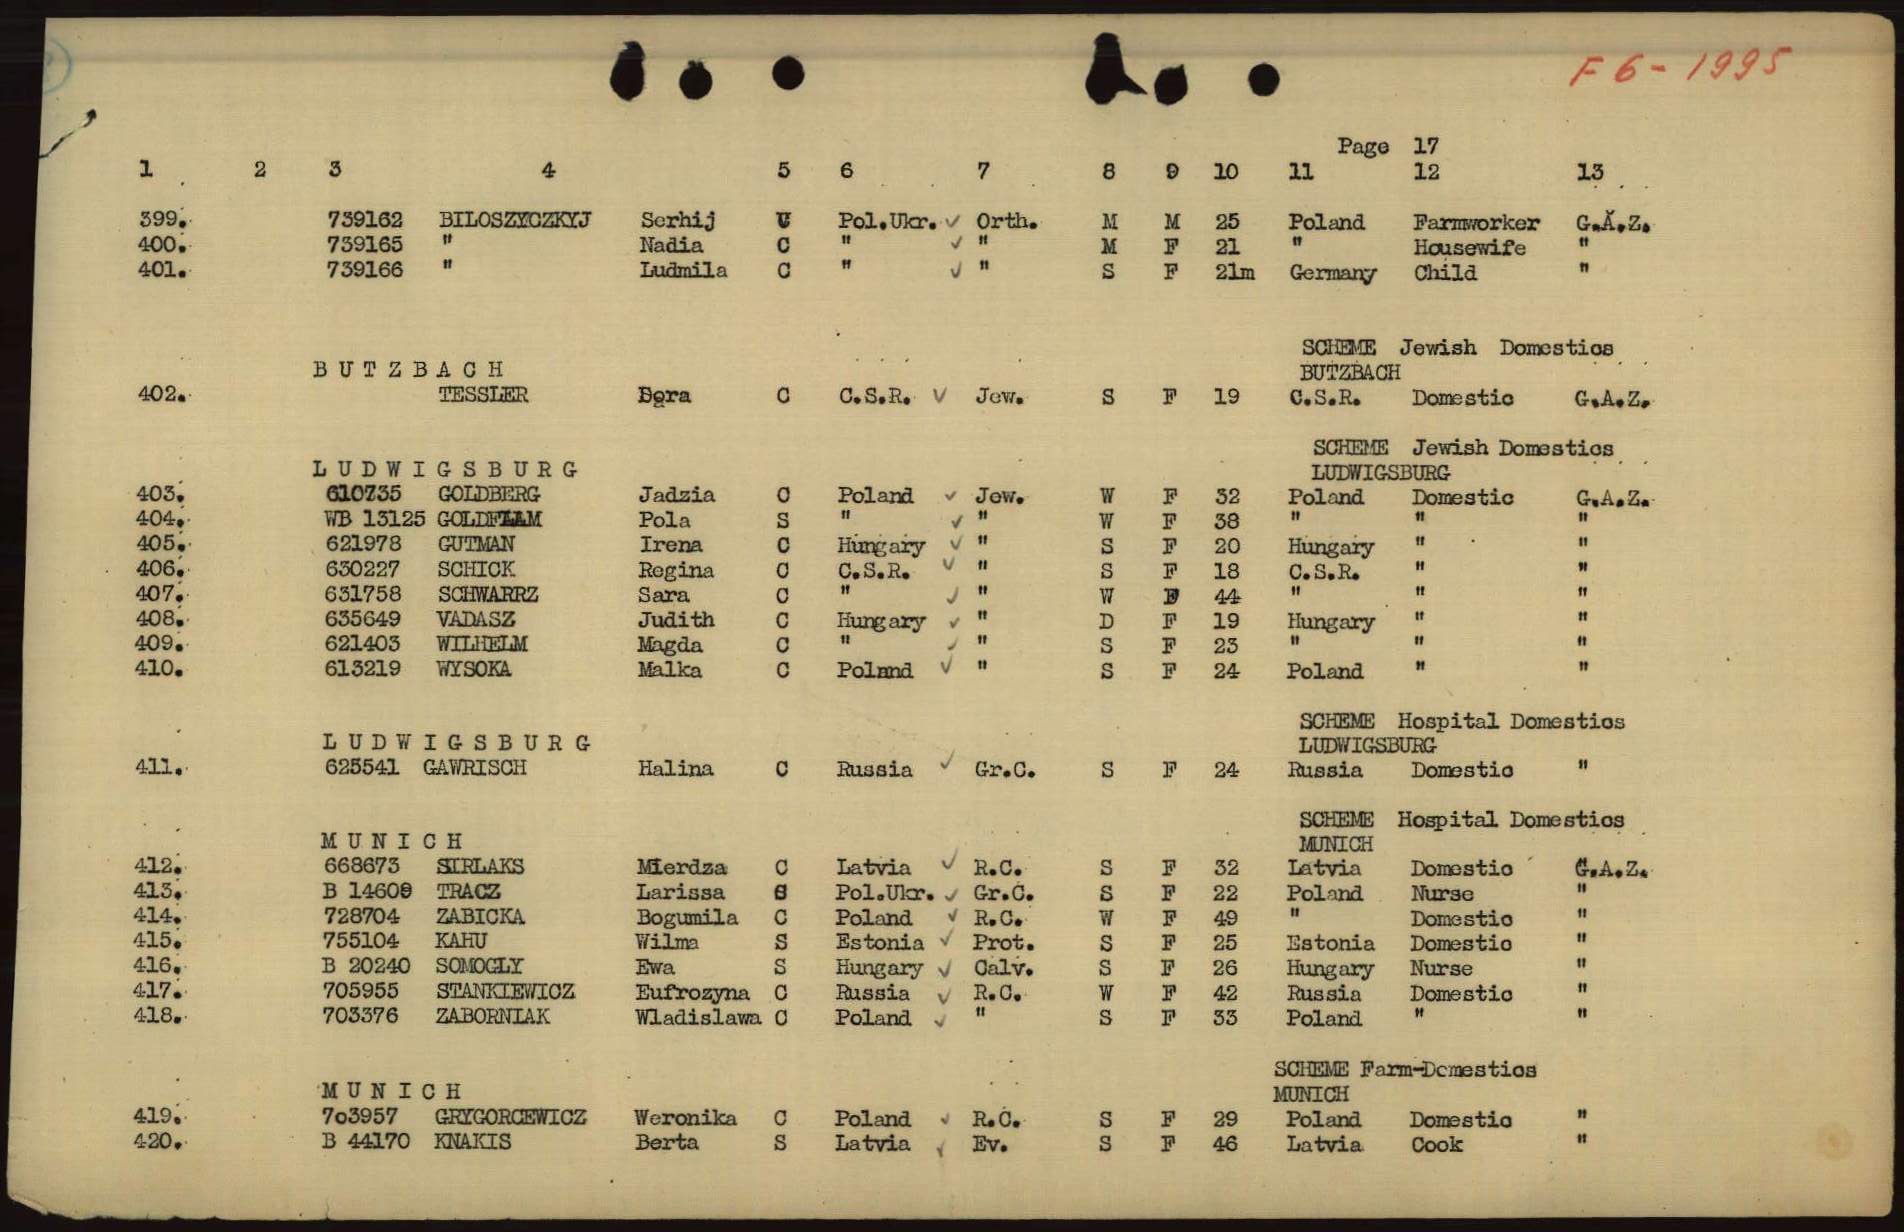 F 6 - 1995
Page 17
1 2 3 4 5 6 7 8 9 10 11 12 13
399. 739162 BILOSZYCZKYJ Serhij C Pol.Ukr. ✓ Orth. M M 25 Poland Farmworker G.A.Z.
400. 739165 " Nadia C " ✓ " M F 21 " Housewife "
401. 739166 " Ludmila C " ✓ " S F 21m Germany Child "
SCHEME Jewish Domestics
BUTZBACH BUTZBACH
402. TESSLER Dora C C.S.R. ✓ Jew. S F 19 C.S.R. Domestic G.A.Z.
SCHEME Jewish Domestics
LUDWIGSBURG LUDWIGSBURG
403. 610735 GOLDBERG Jadzia C Poland ✓ Jew. W F 32 Poland Domestic G.A.Z.
404. WB 13125 Pola S " ✓ " W F 38 " " "
405. 621978 GUTMAN Irena C Hungary ✓ " S F 20 Hungary " "
406. 630227 SCHICK Regina C C.S.R. ✓ " S F 18 C.S.R. " "
407. 631758 SCHWARRZ Sara C " ✓ " W F 44 " " "
408. 635649 VADASZ Judith C Hungary ✓ " D F 19 Hungary " "
409. 621403 WILHELM Magda C " ✓ " S F 23 " " "
410. 613219 WYSOKA Malka C Poland ✓ " S F 24 Poland " "
SCHEME Hospital Domestics
LUDWIGSBURG LUDWIGSBURG
411. 625541 GAWRISCH Halina C Russia ✓ Gr.C. S F 24 Russia Domestic "
SCHEME Hospital Domestics
MUNICH MUNICH
412. 668673 SIRLAKS Mierdza C Latvia ✓ R.C. S F 32 Latvia Domestic G.A.Z.
413. B 14600 TRACZ Larissa S Pol.Ukr. ✓ Gr.C. S F 22 Poland Nurse "
414. 728704 ZABICKA Bogumila C Poland ✓ R.C. W F 49 " Domestic "
415. 755104 KAHU Wilma S Estonia ✓ Prot. S F 25 Estonia Domestic "
416. B 20240 SOMOGLY Ewa S Hungary ✓ Calv. S F 26 Hungary Nurse "
417. 705955 STANKIEWICZ Eufrozyna C Russia ✓ R.C. W F 42 Russia Domestic "
418. 703376 ZABORNIAK Wladislawa C Poland ✓ " S F 33 Poland " "
SCHEME Farm-Domestics
MUNICH MUNICH
419. 7o3957 GRYGORCEWICZ Weronika C Poland ✓ R.C. S F 29 Poland Domestic "
420. B 44170 KNAKIS Berta S Latvia ✓ Ev. S F 46 Latvia Cook "